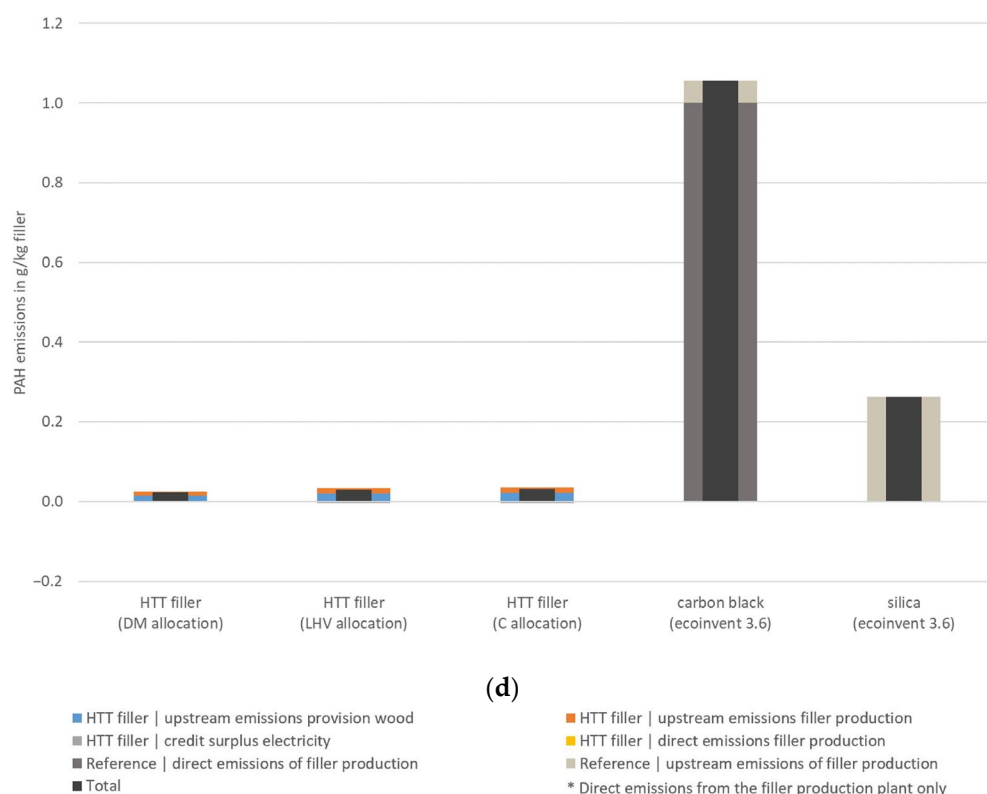 1.2
1.0
0.8
0.6
0.4
0.2
0.0
−0.2
PAH emissions in g/kg filler
HTT filler
(DM allocation)
HTT filler
(LHV allocation)
HTT filler
(C allocation)
carbon black
(ecoinvent 3.6)
silica
(ecoinvent 3.6)
(d)
HTT filler | upstream emissions provision wood
HTT filler | upstream emissions filler production
HTT filler | credit surplus electricity
HTT filler | direct emissions filler production
Reference | direct emissions of filler production
Reference | upstream emissions of filler production
Total
* Direct emissions from the filler production plant only